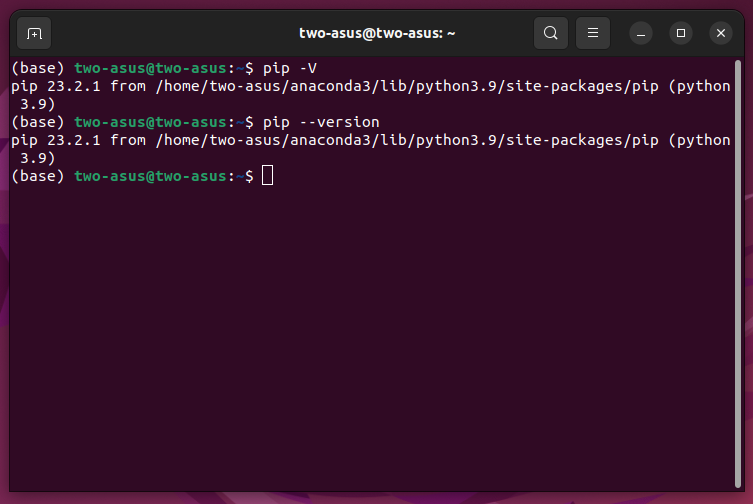 two-asus@two-asus: ~
(base) two-asus@two-asus:~$ pip -V
pip 23.2.1 from /home/two-asus/anaconda3/lib/python3.9/site-packages/pip (python
 3.9)
(base) two-asus@two-asus:~$ pip --version
pip 23.2.1 from /home/two-asus/anaconda3/lib/python3.9/site-packages/pip (python
 3.9)
(base) two-asus@two-asus:~$